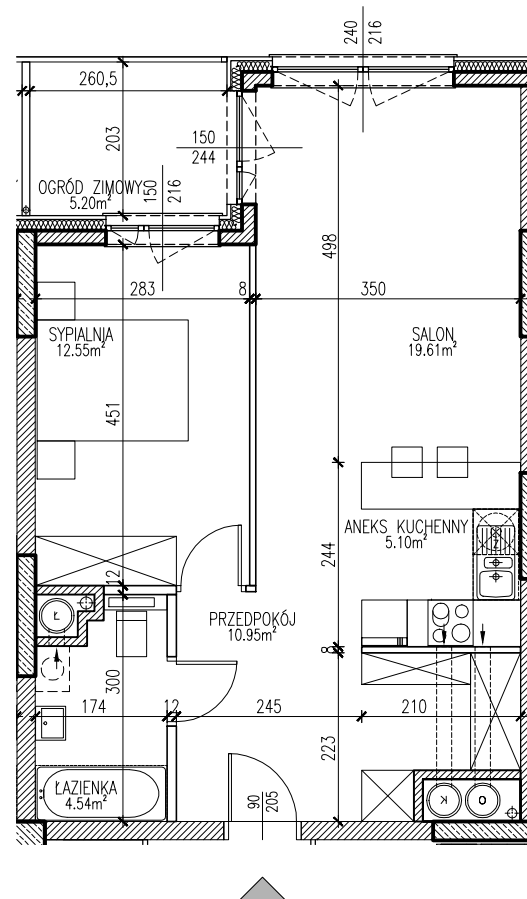 240
216
260,5
203
150
244
OGRÓD ZIMOWY
5.20m²
150
216
498
283
8
350
SYPIALNIA
12.55m²
SALON
19.61m²
451
ANEKS KUCHENNY
5.10m²
Z
244
12
Ł
PRZEDPOKÓJ
10.95m²
8
300
174
12
245
210
223
ŁAZIENKA
4.54m²
90
205
K
O